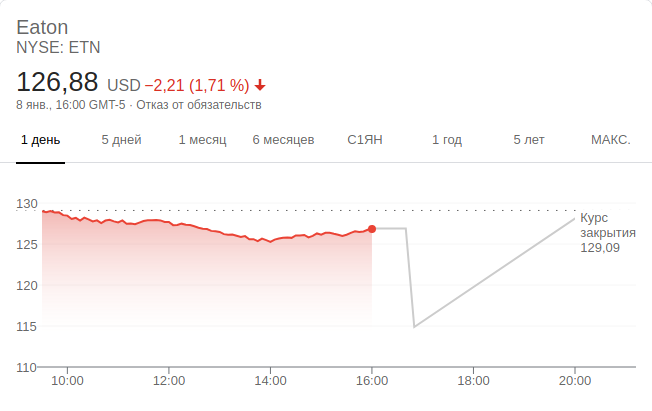 Eaton
NYSE: ETN
126,88 USD −2,21 (1,71 %)
8 янв., 16:00 GMT-5 · Отказ от обязательств
1 день 5 дней 1 месяц 6 месяцев С1ЯН 1 год 5 лет МАКС.
130
125
120
115
110
Курс
закрытия
129,09
10:00 12:00 14:00 16:00 18:00 20:00